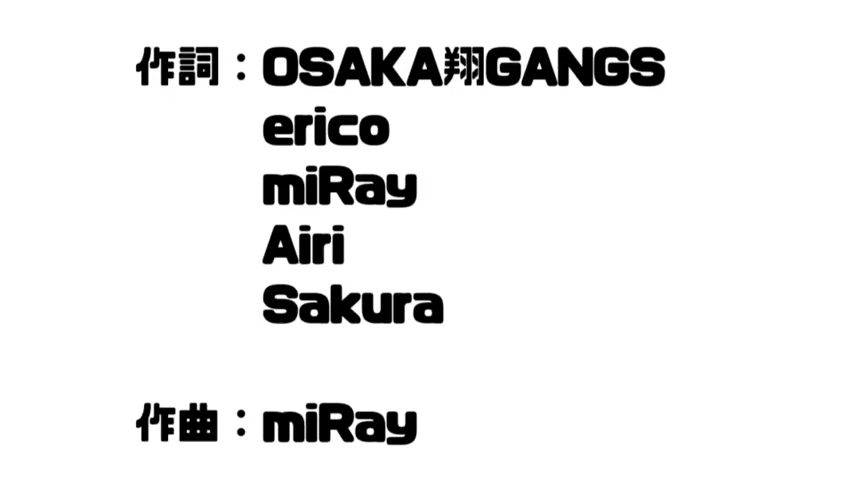 作詞：OSAKA翔GANGS
erico
miRay
Airi
Sakura
作曲：miRay